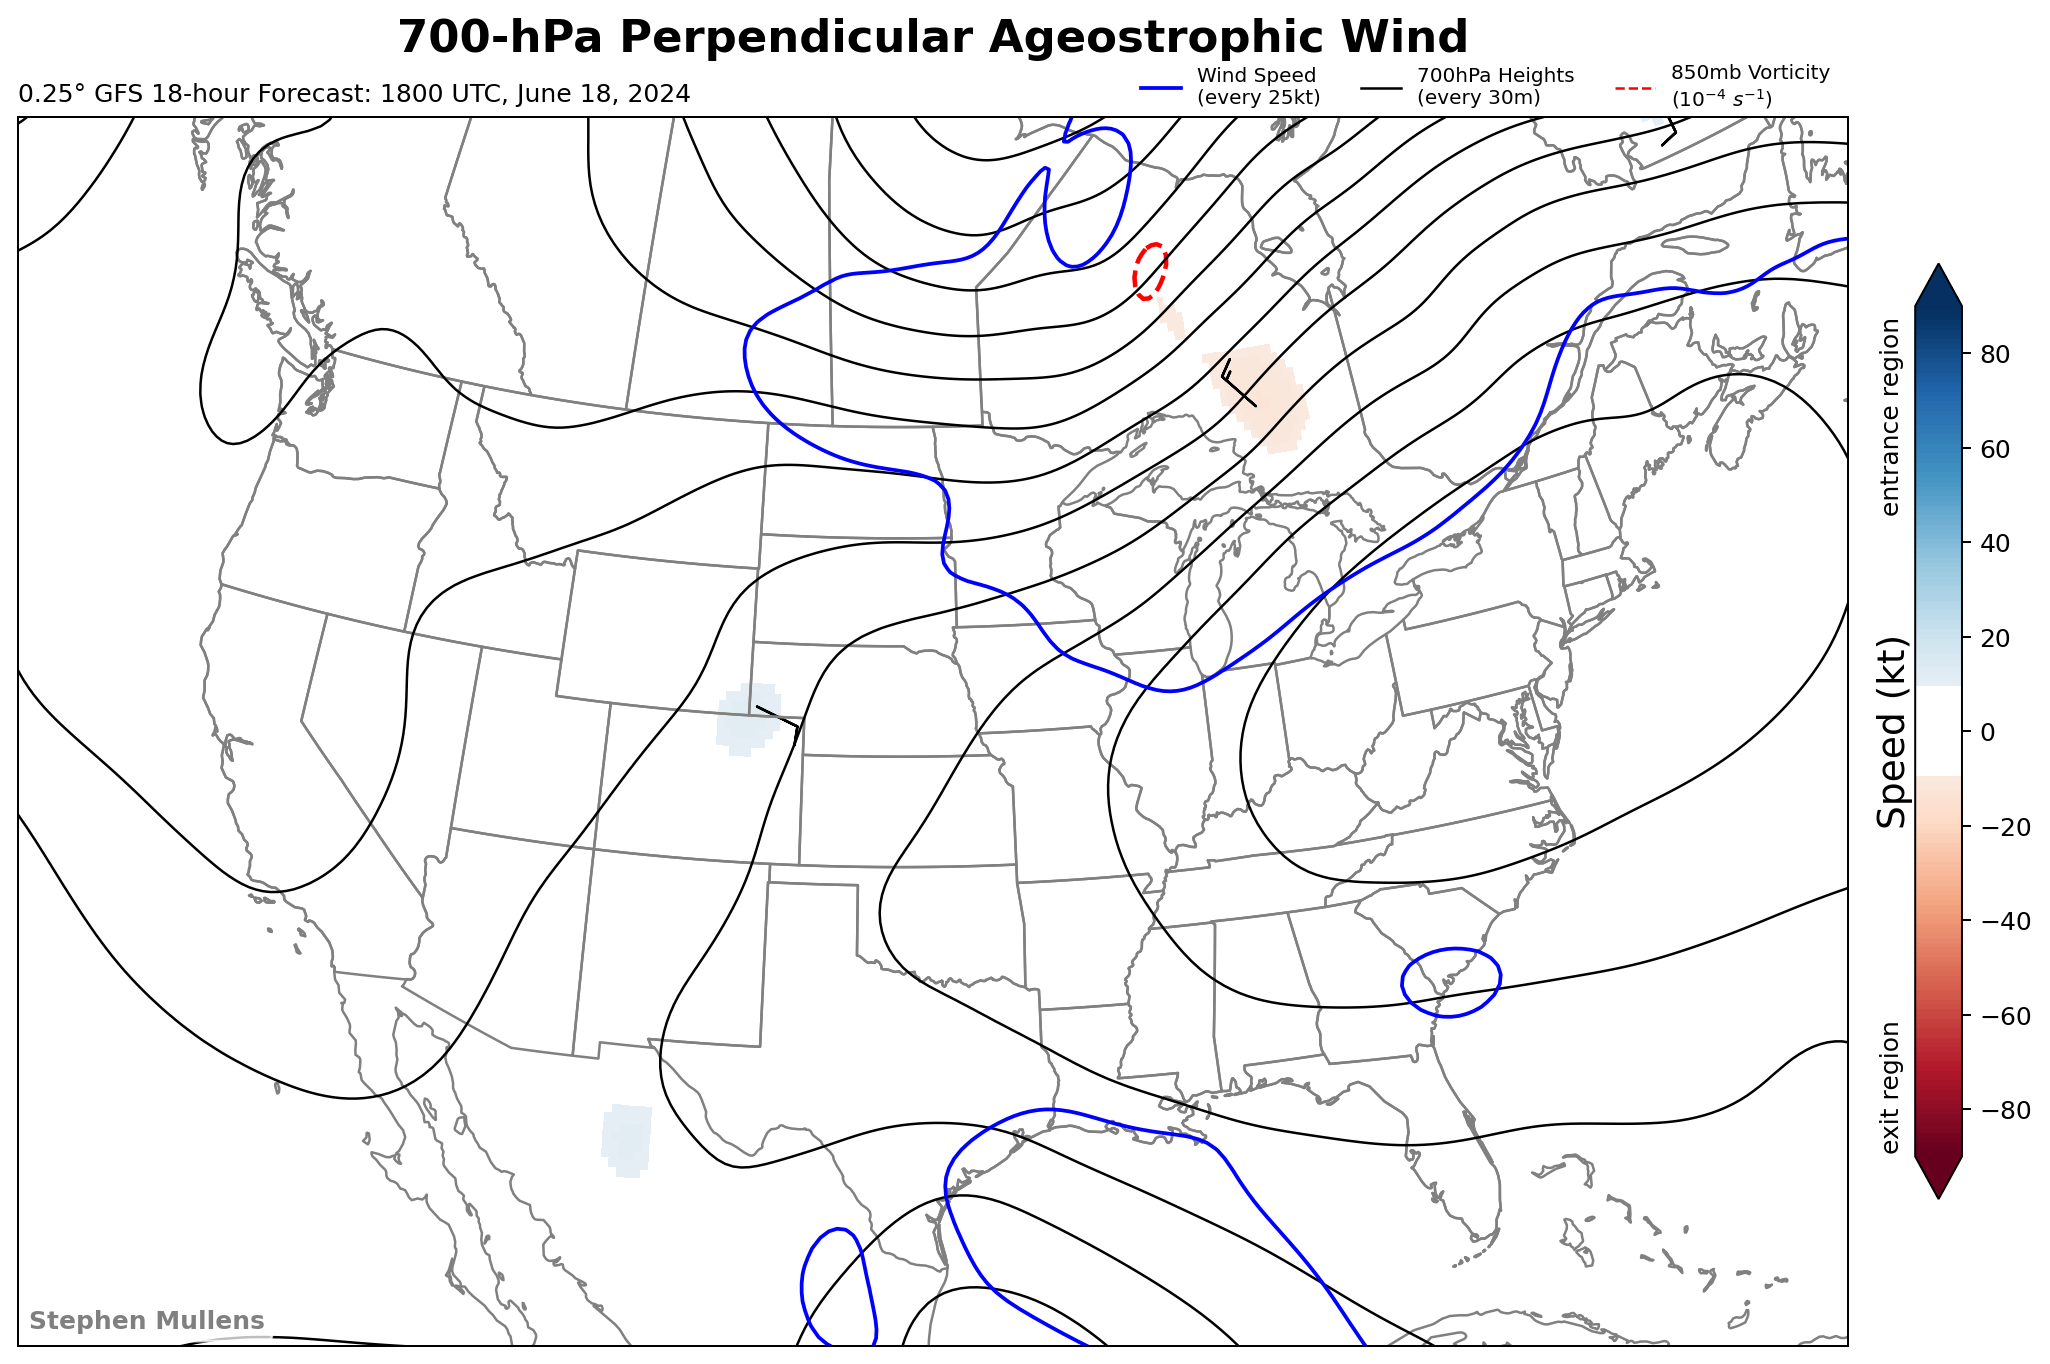 700-hPa Perpendicular Ageostrophic Wind
0.25° GFS 18-hour Forecast: 1800 UTC, June 18, 2024
Wind Speed
(every 25kt)
700hPa Heights
(every 30m)
850mb Vorticity
(10⁻⁴ s⁻¹)
entrance region
Speed (kt)
exit region
80
60
40
20
0
−20
−40
−60
−80
Stephen Mullens